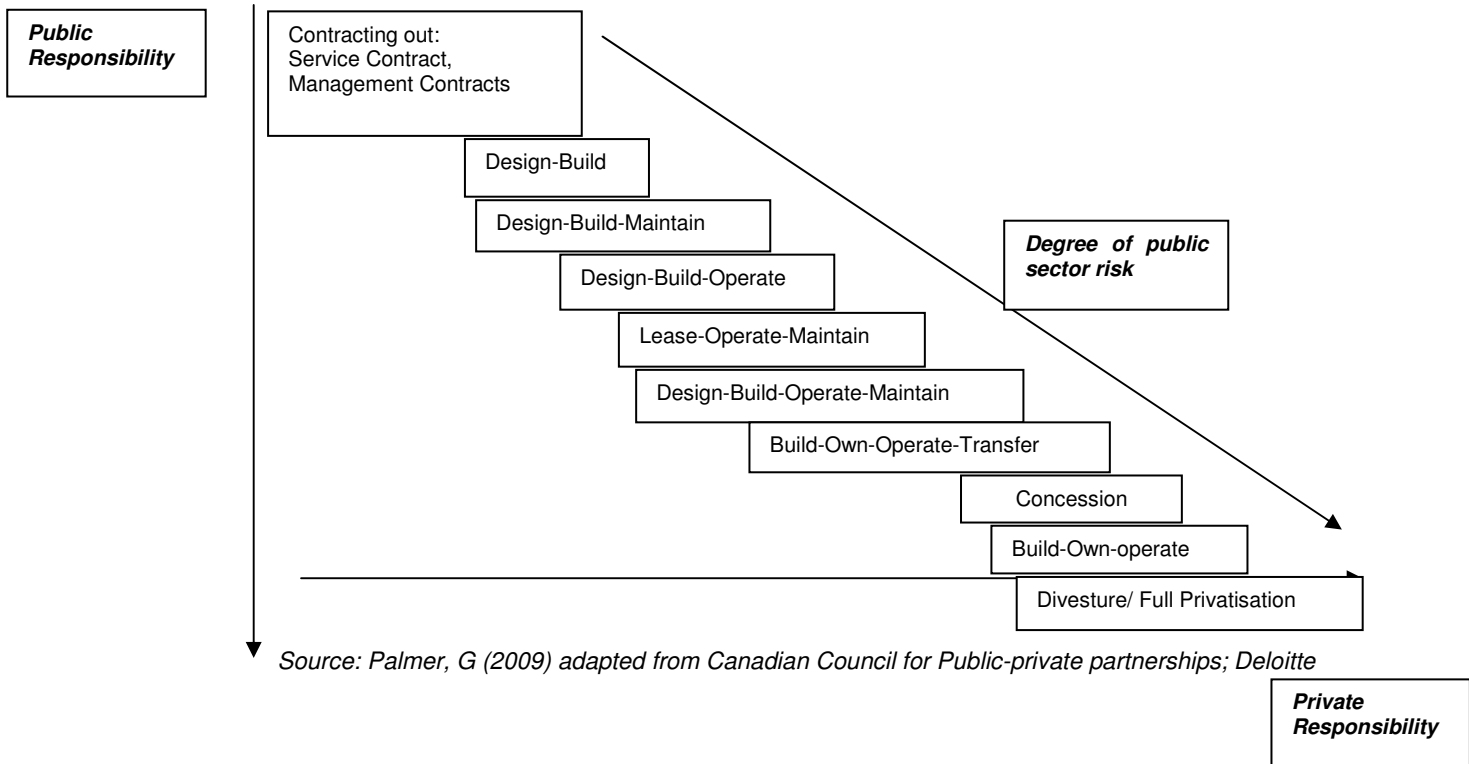 Public
Responsibility
Contracting out:
Service Contract,
Management Contracts
Design-Build
Design-Build-Maintain
Degree of public
sector risk
Design-Build-Operate
Lease-Operate-Maintain
Design-Build-Operate-Maintain
Build-Own-Operate-Transfer
Concession
Build-Own-operate
Divesture/ Full Privatisation
Source: Palmer, G (2009) adapted from Canadian Council for Public-private partnerships; Deloitte
Private
Responsibility